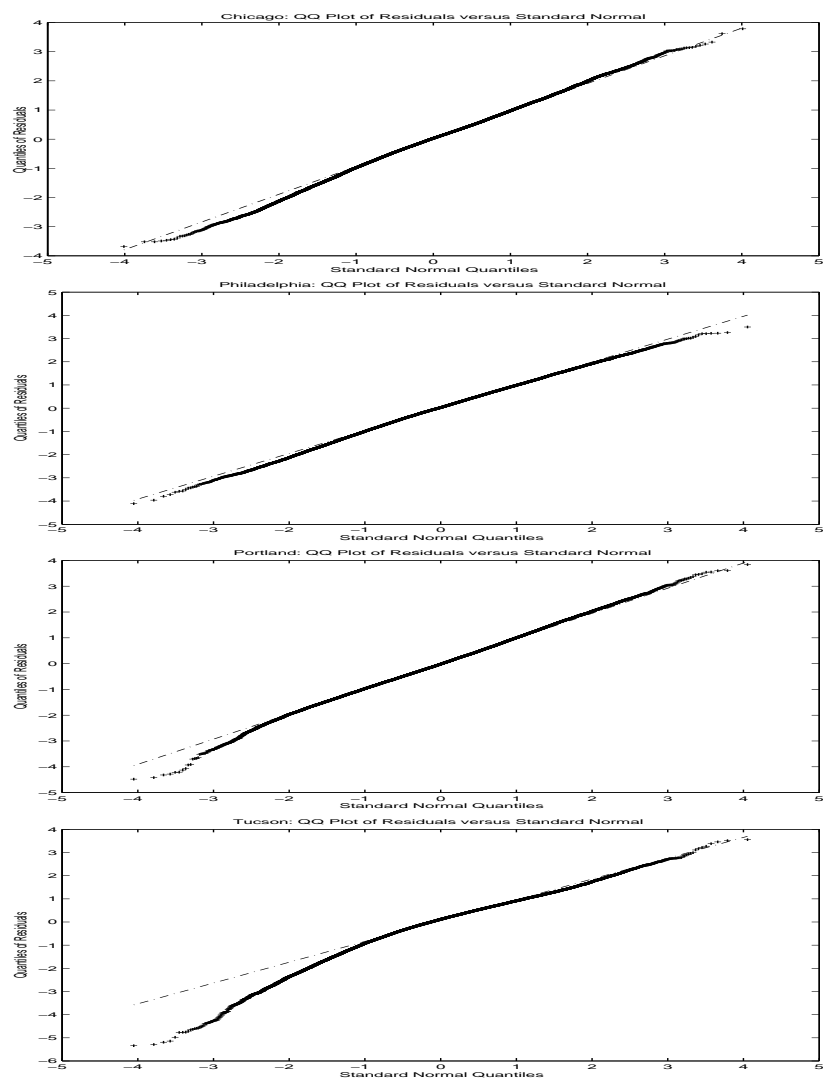 Chicago: QQ Plot of Residuals versus Standard Normal
4
3
2
1
0
−1
−2
−3
−4
Quantiles of Residuals
−5 −4 −3 −2 −1 0 1 2 3 4 5
Standard Normal Quantiles
Philadelphia: QQ Plot of Residuals versus Standard Normal
5
4
3
2
1
0
−1
−2
−3
−4
−5
Quantiles of Residuals
−5 −4 −3 −2 −1 0 1 2 3 4 5
Standard Normal Quantiles
Portland: QQ Plot of Residuals versus Standard Normal
4
3
2
1
0
−1
−2
−3
−4
−5
Quantiles of Residuals
−5 −4 −3 −2 −1 0 1 2 3 4 5
Standard Normal Quantiles
Tucson: QQ Plot of Residuals versus Standard Normal
4
3
2
1
0
−1
−2
−3
−4
−5
−6
Quantiles of Residuals
−5 −4 −3 −2 −1 0 1 2 3 4 5
Standard Normal Quantiles